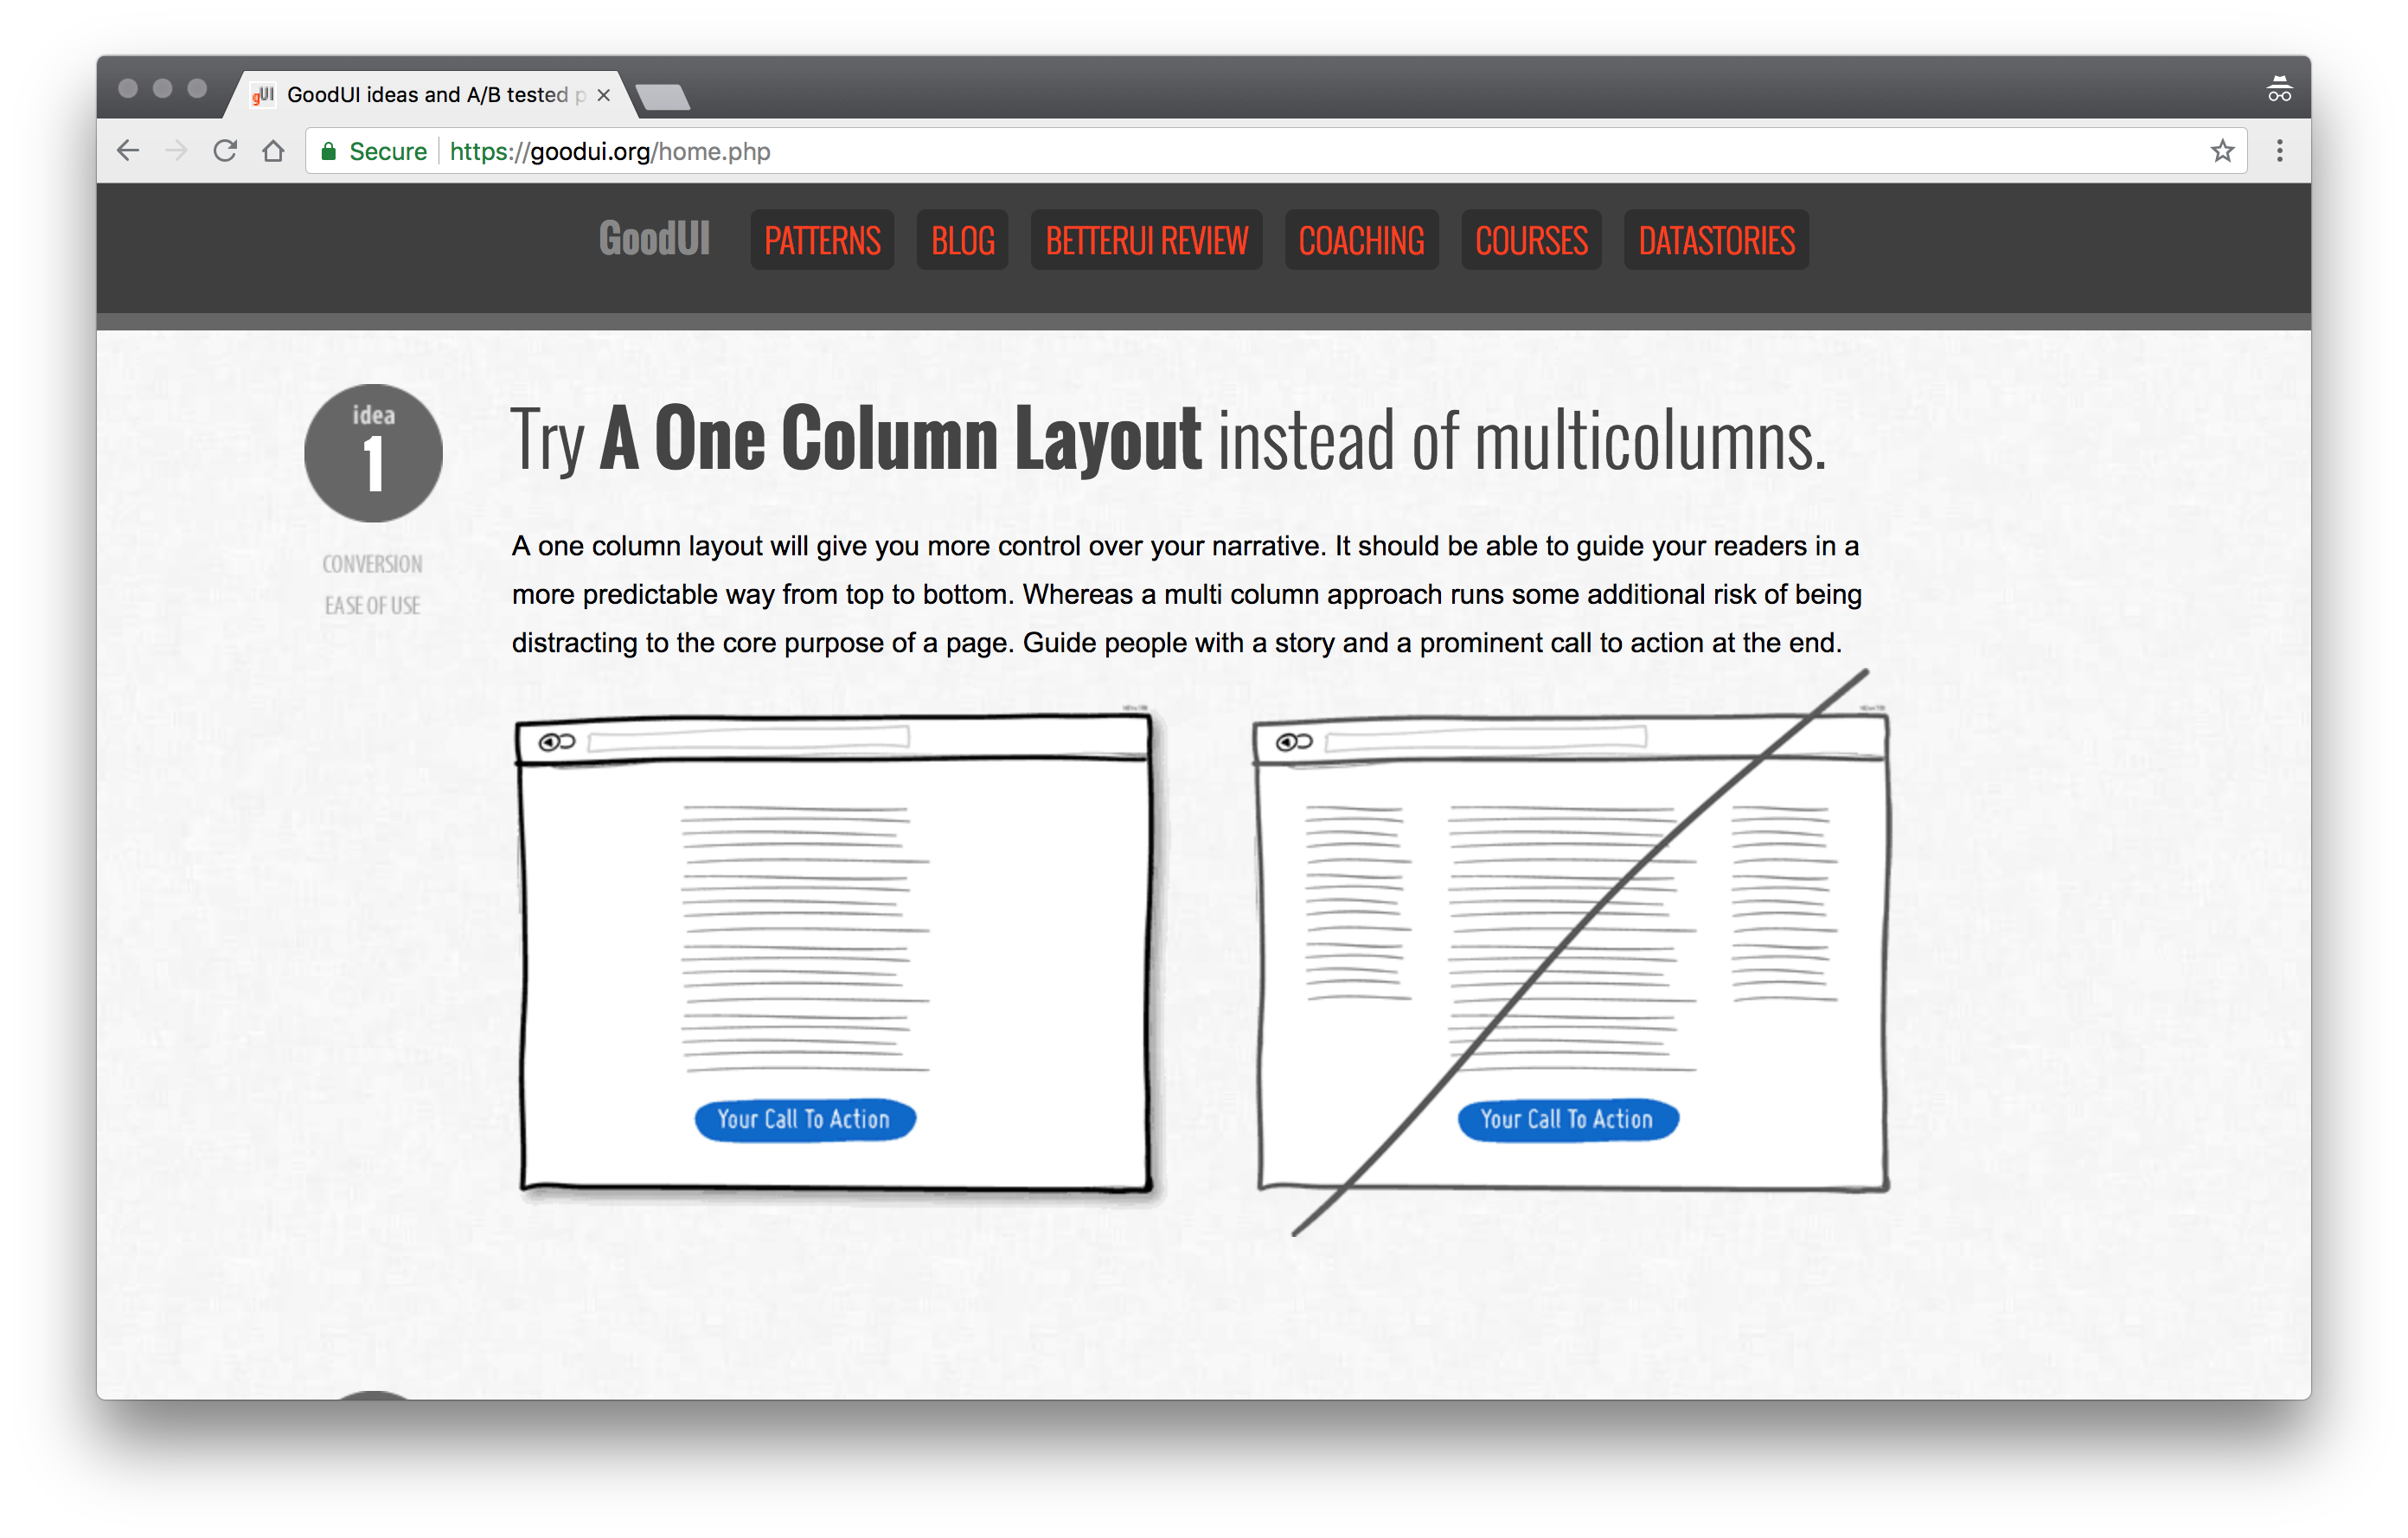 gUI GoodUI ideas and A/B tested p
Secure https://goodui.org/home.php
GoodUI PATTERNS BLOG BETTERUI REVIEW COACHING COURSES DATASTORIES
idea
1
CONVERSION
EASE OF USE
Try A One Column Layout instead of multicolumns.
A one column layout will give you more control over your narrative. It should be able to guide your readers in a
more predictable way from top to bottom. Whereas a multi column approach runs some additional risk of being
distracting to the core purpose of a page. Guide people with a story and a prominent call to action at the end.
Your Call To Action
Your Call To Action